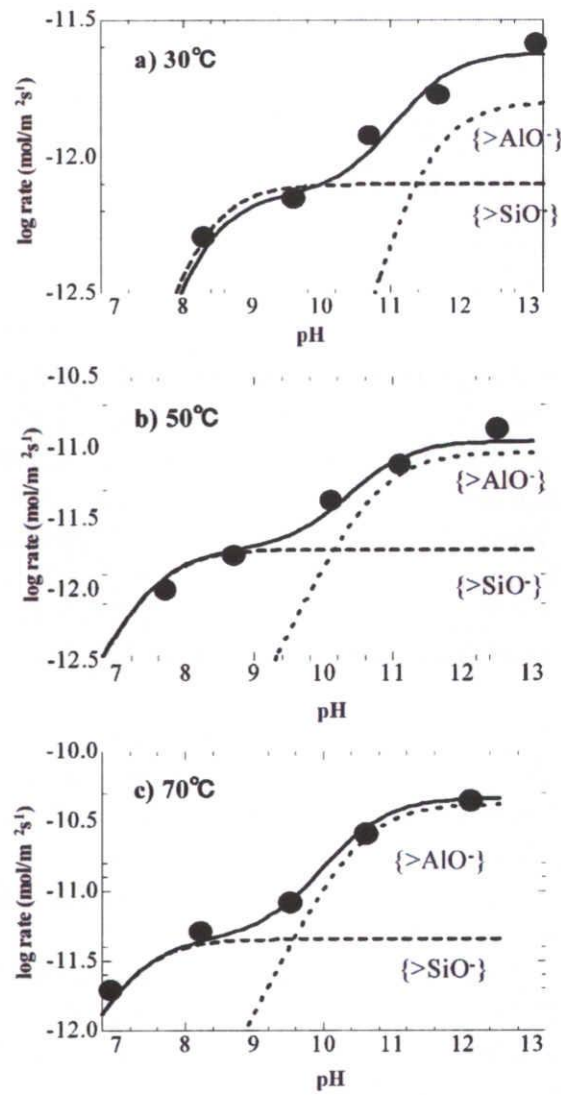 -11.5
a) 30℃
-12.0
{>AlO⁻}
{>SiO⁻}
log rate (mol/m ²s¹)
-12.5
7 8 9 10 11 12 13
pH
-10.5
b) 50℃
-11.0
{>AlO⁻}
-11.5
log rate (mol/m ²s¹)
-12.0
{>SiO⁻}
-12.5
7 8 9 10 11 12 13
pH
-10.0
c) 70℃
-10.5
{>AlO⁻}
-11.0
log rate (mol/m ²s¹)
-11.5
{>SiO⁻}
-12.0
7 8 9 10 11 12 13
pH